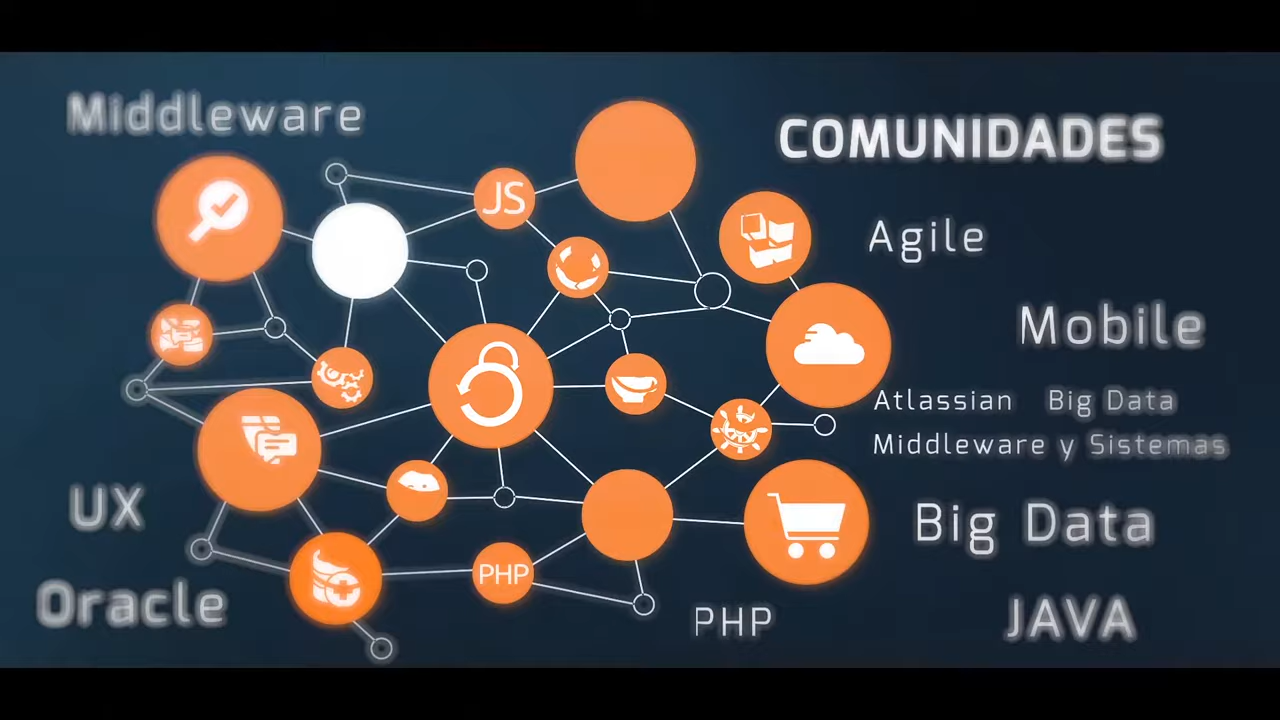 Middleware
COMUNIDADES
JS
Agile
Mobile
Atlassian Big Data
Middleware y Sistemas
UX
Big Data
PHP
Oracle
PHP
JAVA